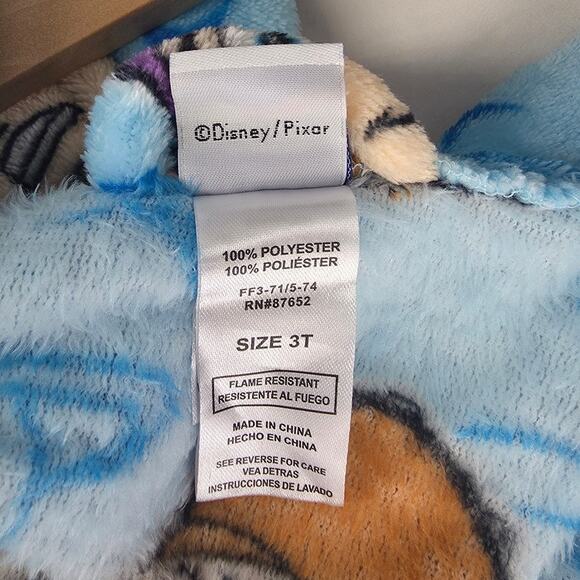 ©Disney/Pixar
100% POLYESTER
100% POLIÉSTER
FF3-71/5-74
RN#87652
SIZE 3T
FLAME RESISTANT
RESISTENTE AL FUEGO
MADE IN CHINA
HECHO EN CHINA
SEE REVERSE FOR CARE
VEA DETRAS
INSTRUCCIONES DE LAVADO